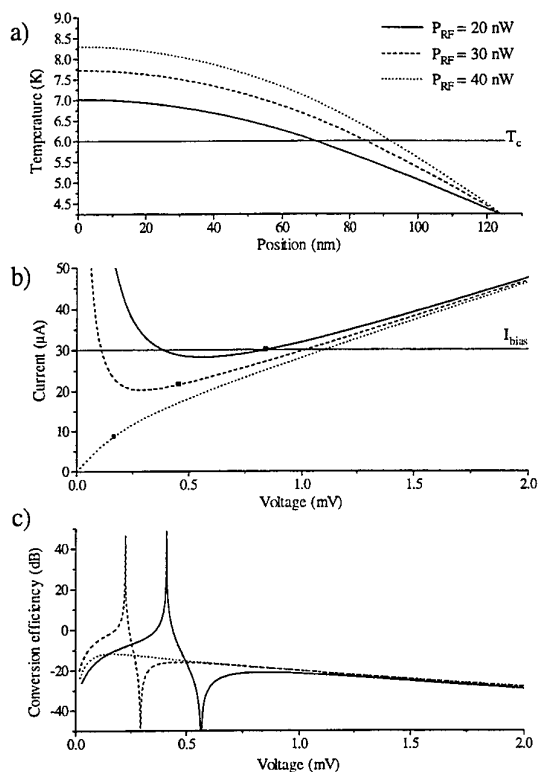 a)
Temperature (K)
9.0
8.5
8.0
7.5
7.0
6.5
6.0
5.5
5.0
4.5
P_RF = 20 nW
P_RF = 30 nW
P_RF = 40 nW
T_c
0 20 40 60 80 100 120
Position (nm)
b)
Current (μA)
50
40
30
20
10
0
I_bias
0.0 0.5 1.0 1.5 2.0
Voltage (mV)
c)
Conversion efficiency (dB)
40
20
0
-20
-40
0.0 0.5 1.0 1.5 2.0
Voltage (mV)